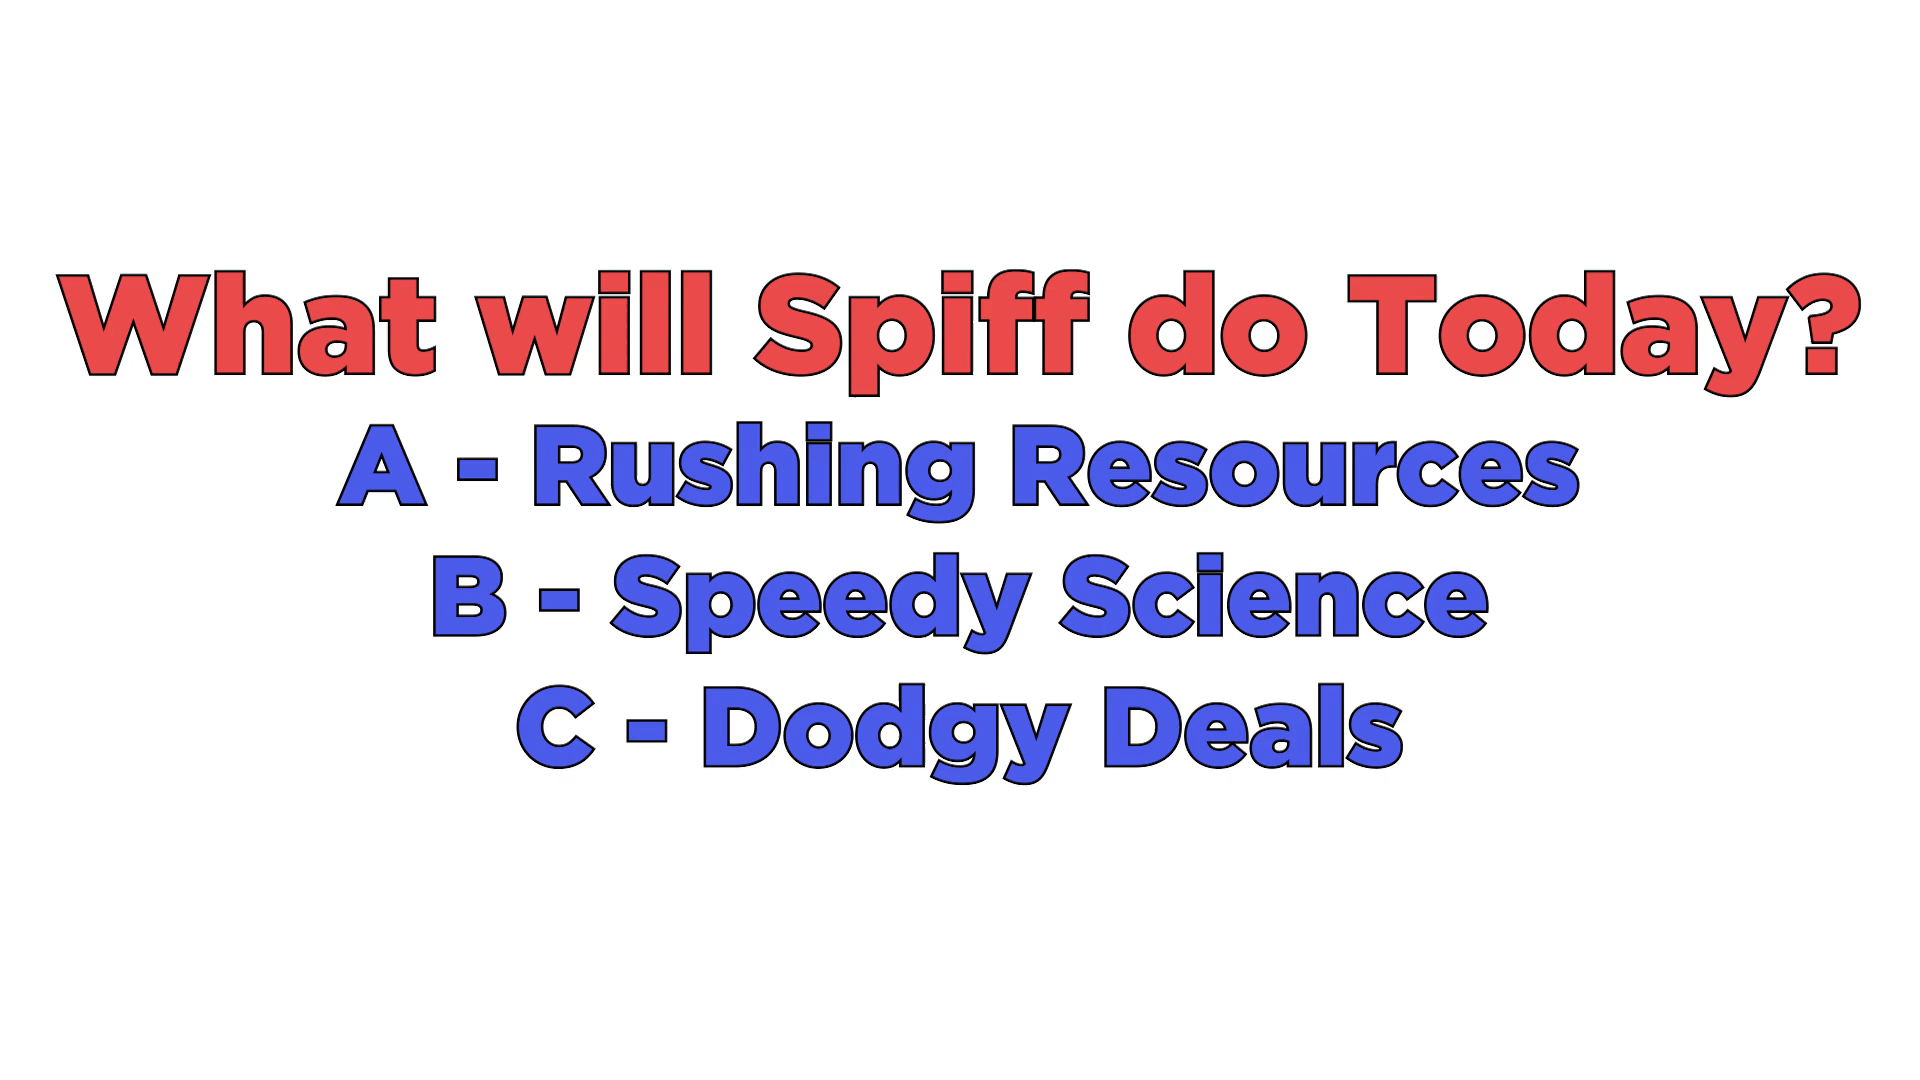 What will Spiff do Today?
A - Rushing Resources
B - Speedy Science
C - Dodgy Deals